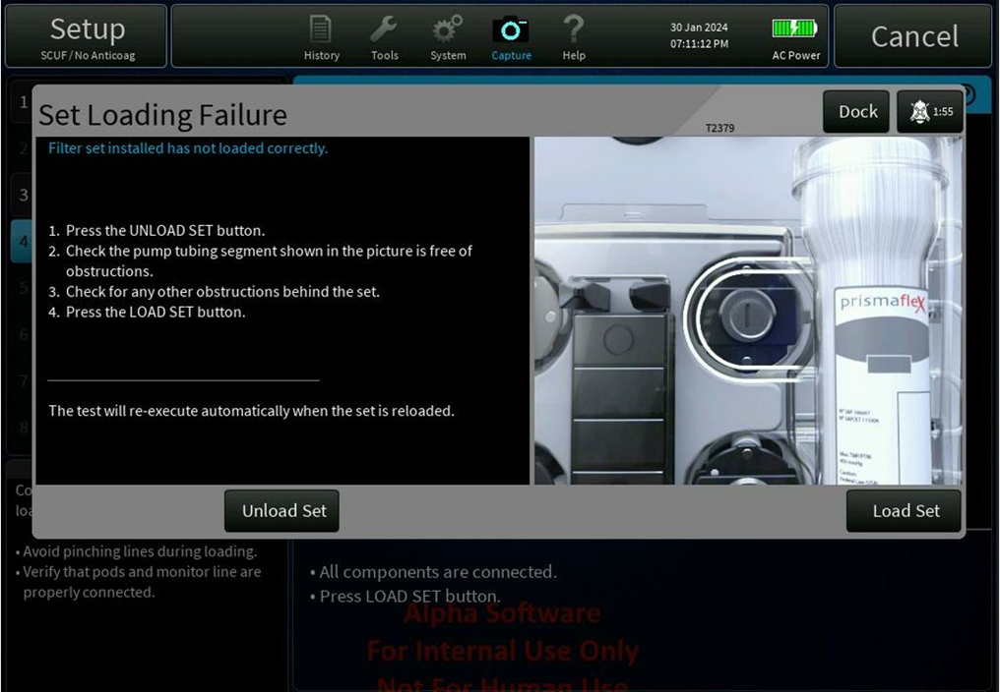 Setup
SCUF / No Anticoag
History
Tools
System
Capture
Help
30 Jan 2024
07:11:12 PM
AC Power
Cancel
1
Set Loading Failure
T2379
Dock
1:55
Filter set installed has not loaded correctly.
1. Press the UNLOAD SET button.
2. Check the pump tubing segment shown in the picture is free of
obstructions.
3. Check for any other obstructions behind the set.
4. Press the LOAD SET button.
The test will re-execute automatically when the set is reloaded.
prismaflex
2
3
4
5
6
7
8
Unload Set
Load Set
Co
loa
• Avoid pinching lines during loading.
• Verify that pods and monitor line are
properly connected.
• All components are connected.
• Press LOAD SET button.
Alpha Software
For Internal Use Only
Not For Human Use